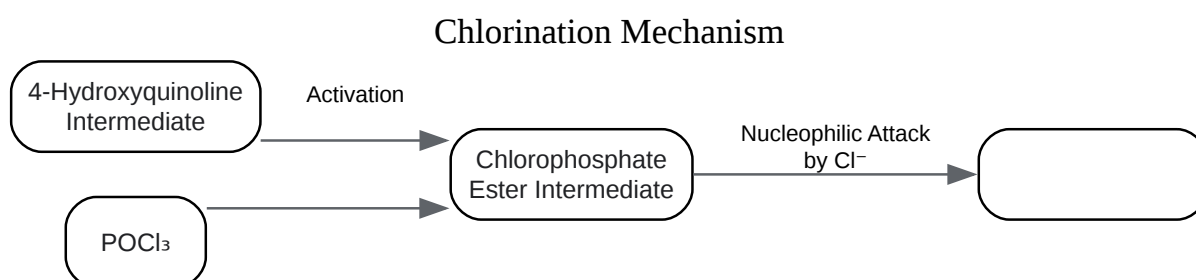 Chlorination Mechanism
4-Hydroxyquinoline
Intermediate
Activation
POCl₃
Chlorophosphate
Ester Intermediate
Nucleophilic Attack
by Cl⁻